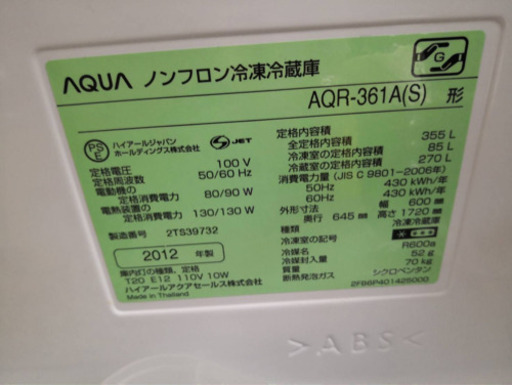 AQUA ノンフロン冷凍冷蔵庫
G
AQR-361A(S) 形
PS E ハイアールジャパン ホールディングス株式会社
S JET
定格電圧 100 V
定格周波数 50/60 Hz
電動機の 定格消費電力 80/90 W
電熱装置の 定格消費電力 130/130 W
製造番号 2TS39732
2012 年製
庫内灯の種類、定格
T20 E12 110V 10W
ハイアールアクアセールス株式会社
Made in Thailand
定格内容積
全定格内容積 355 L
冷凍室の定格内容積 85 L
冷蔵室の定格内容積 270 L
消費電力量 (JIS C 9801-2006年)
50Hz 430 kWh/年
60Hz 430 kWh/年
外形寸法 幅 600 mm
奥行 645 mm 高さ 1720 mm
種類 冷凍冷蔵庫
冷凍室の記号
冷媒名 R600a
冷媒封入量 52 g
質量 70 kg
断熱発泡ガス シクロペンタン
>ABS<